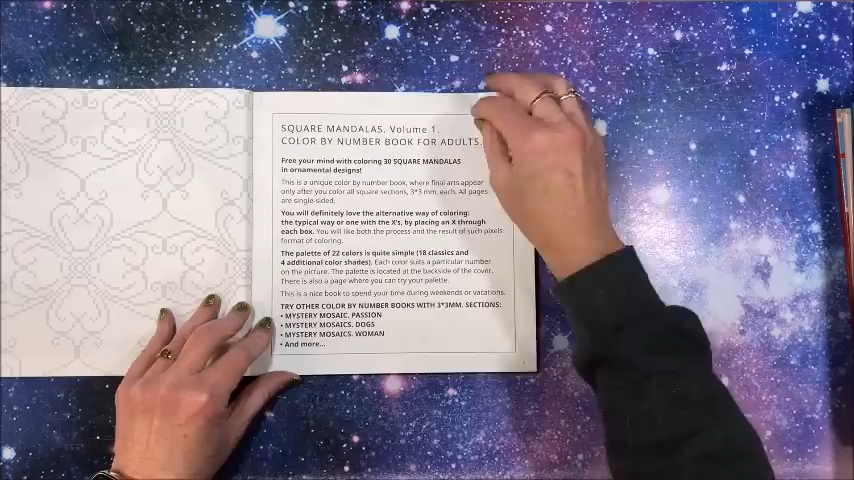 SQUARE MANDALAS. Volume 1.
COLOR BY NUMBER BOOK FOR ADULTS.
Free your mind with coloring 30 SQUARE MANDALAS
in ornamental designs!
This is a unique color by number book, where final arts appear
only after you color all square sections, 3*3 mm, each. All pages
are single-sided.
You will definitely love the alternative way of coloring:
the typical way or one with the X's, by placing an X through
each box. You will like both the process and the result of such pixels
format of coloring.
The palette of 22 colors is quite simple (18 classics and
4 additional color shades). Each color suits a particular number
on the picture. The palette is located at the backside of the cover.
There is also a page where you can try your palette.
This is a nice book to spend your time during weekends or vacations.
TRY OTHER COLOR BY NUMBER BOOKS WITH 3*3MM. SECTIONS:
• MYSTERY MOSAIC. PASSION
• MYSTERY MOSAICS. DOGS
• MYSTERY MOSAICS. WOMAN
• And more...